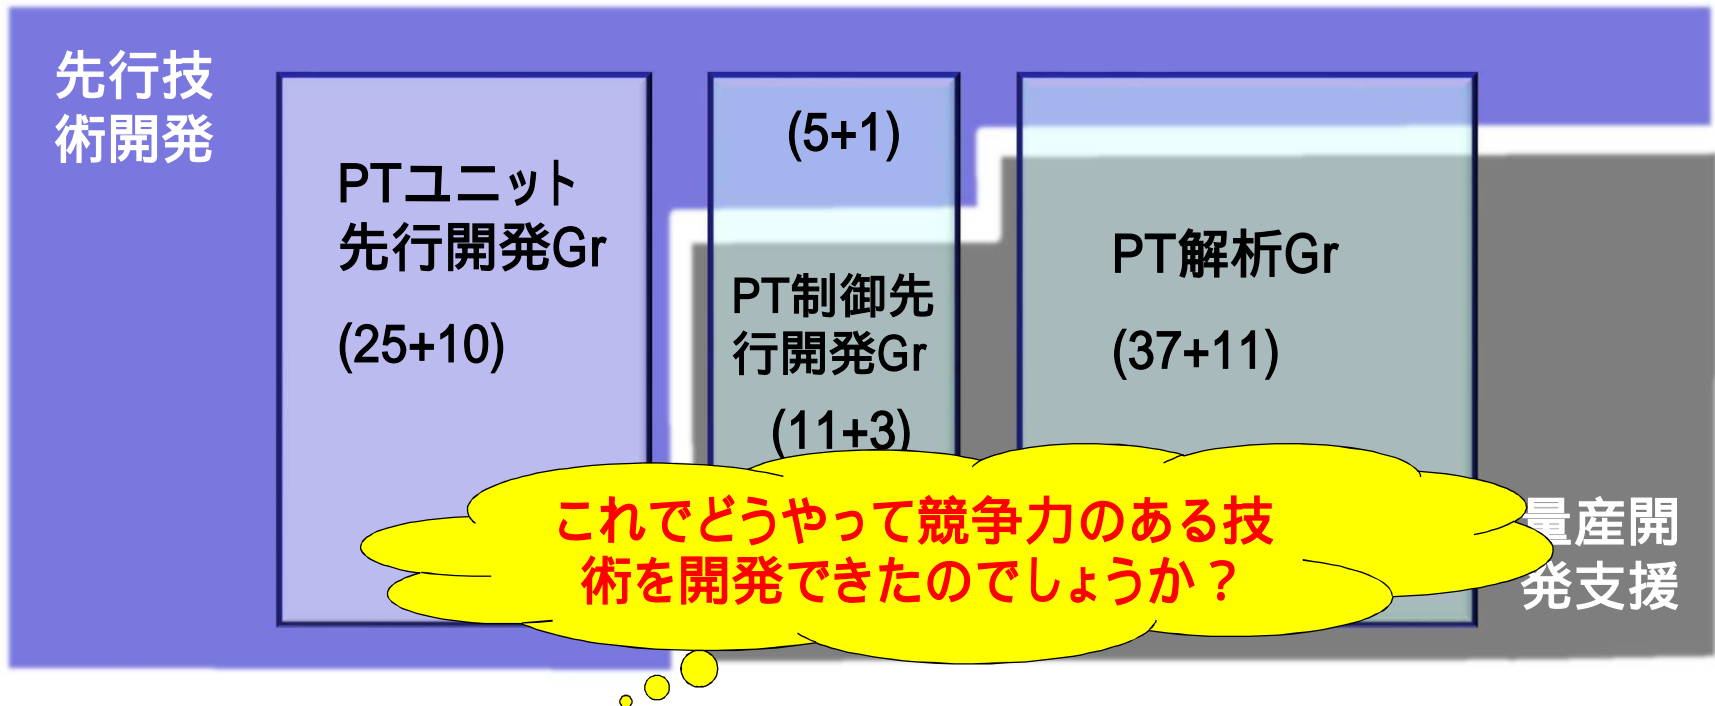 先行技
術開発
PTユニット
先行開発Gr
(25+10)
(5+1)
PT制御先
行開発Gr
(11+3)
PT解析Gr
(37+11)
これでどうやって競争力のある技
術を開発できたのでしょうか？
量産開
発支援